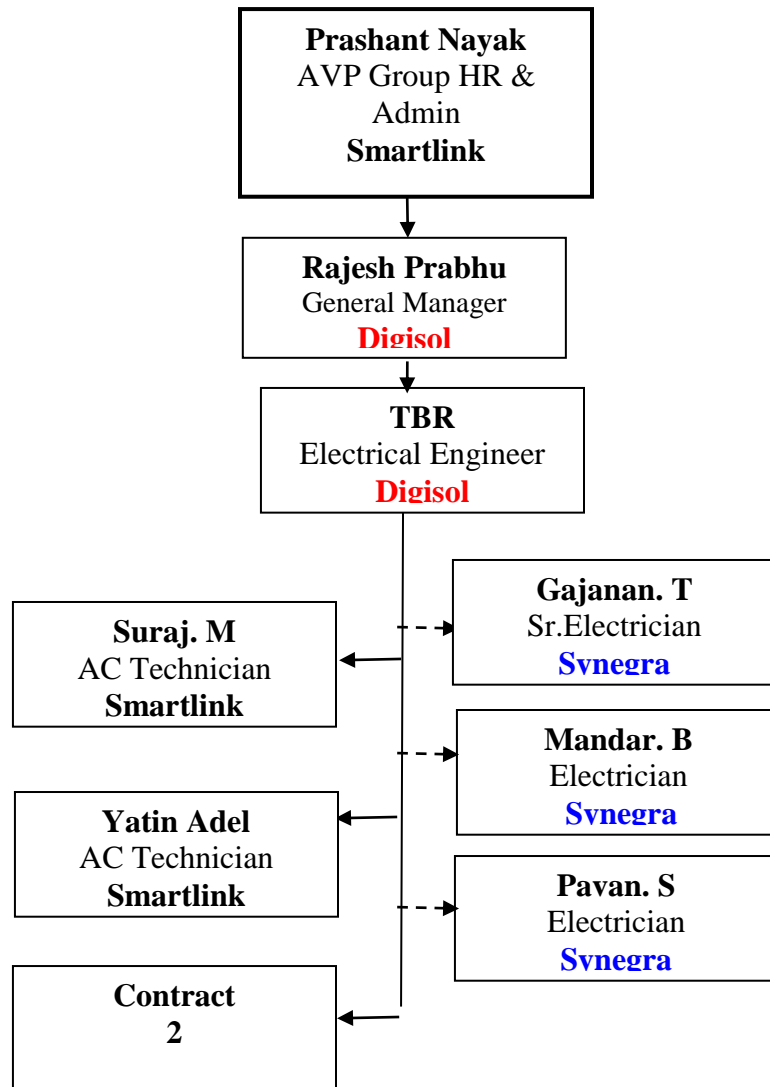 Prashant Nayak
AVP Group HR &
Admin
Smartlink
Rajesh Prabhu
General Manager
Digisol
TBR
Electrical Engineer
Digisol
Gajanan. T
Sr.Electrician
Synegra
Suraj. M
AC Technician
Smartlink
Mandar. B
Electrician
Synegra
Yatin Adel
AC Technician
Smartlink
Pavan. S
Electrician
Synegra
Contract
2